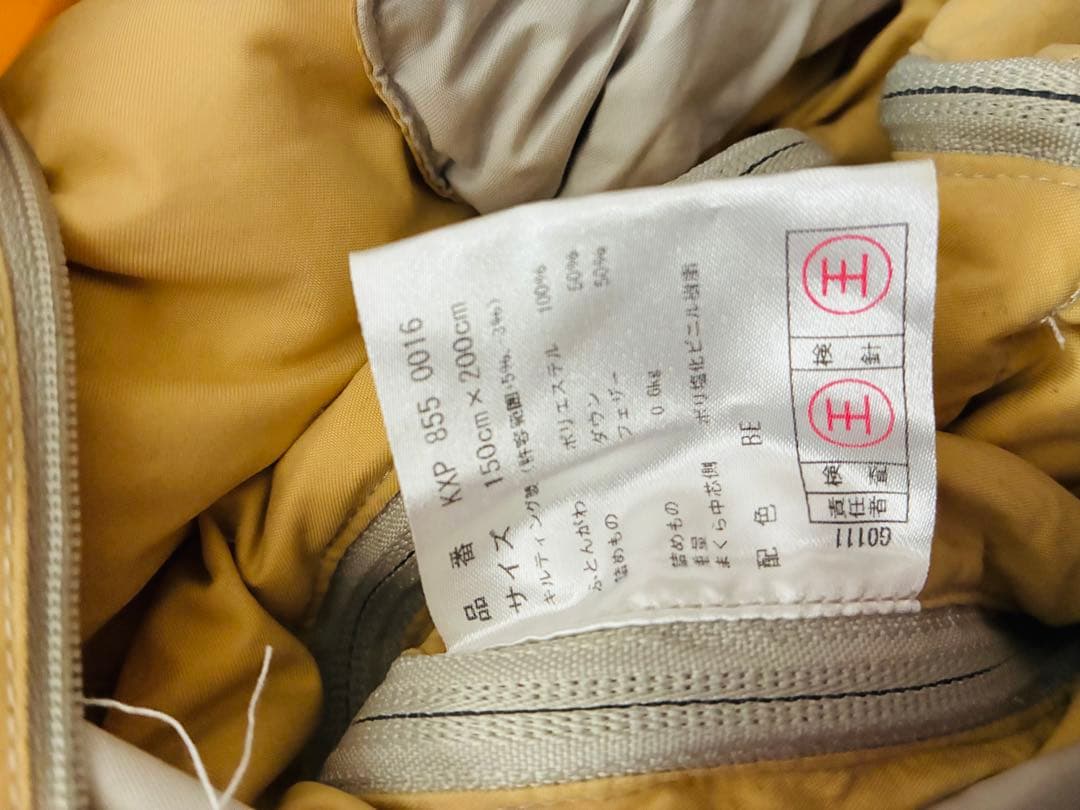 品 番 KXP 855 0016
サイズ 150cm×200cm
キルティング製(許容範囲+5%、-3%)
ふとんがわ ポリエステル 100%
詰めもの ダウン 50%
フェザー 50%
詰めもの重量 0.6kg
まくら中芯側 ポリ塩化ビニル樹脂
配 色 BE
責任者
検査 王
検針 王
G0111